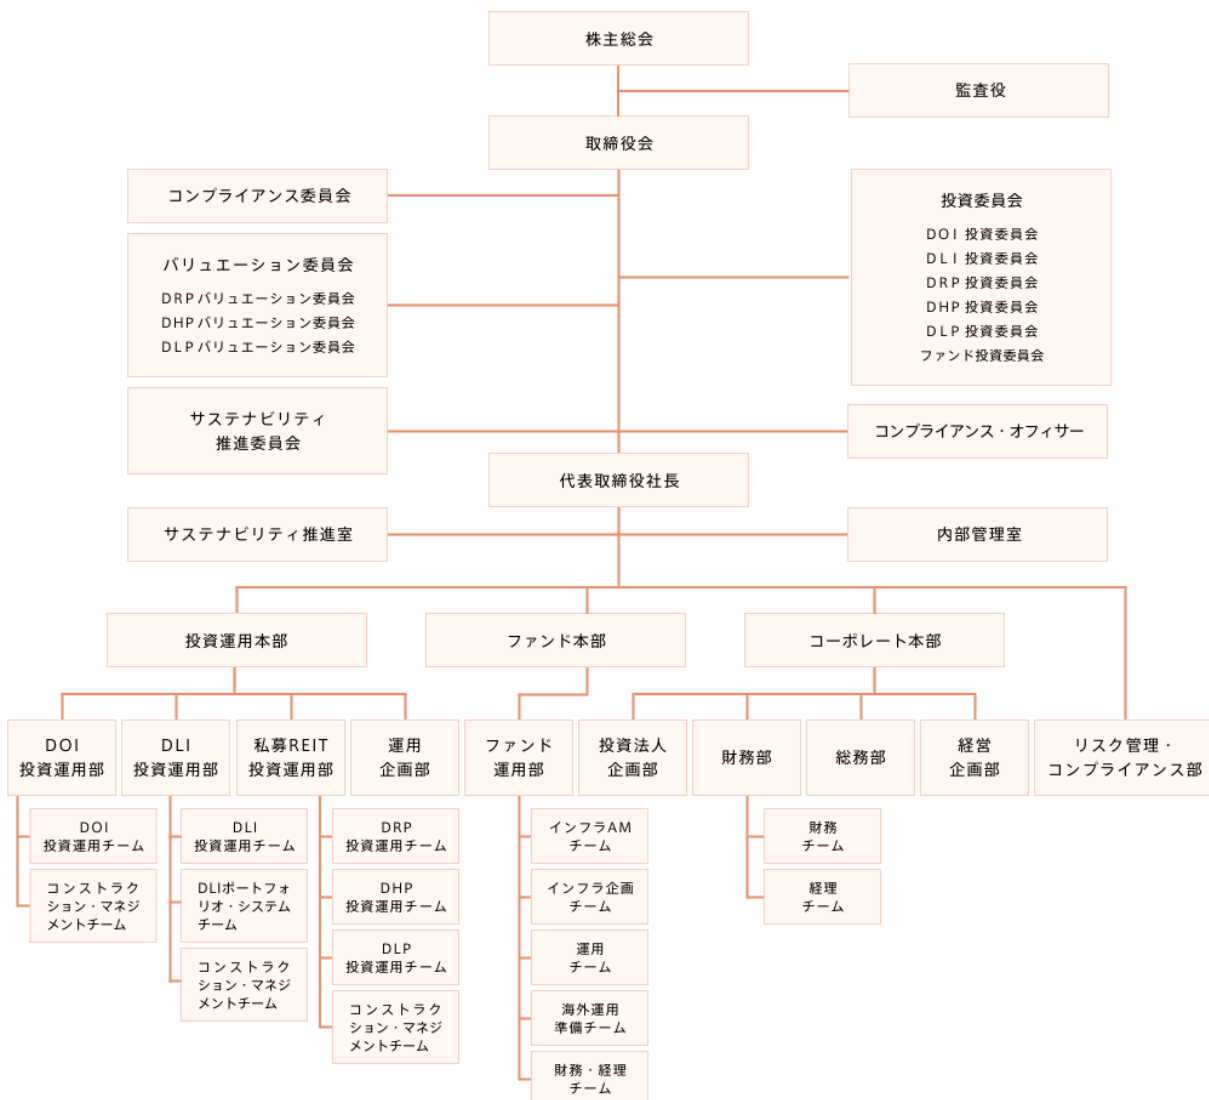 株主総会
監査役
取締役会
コンプライアンス委員会
投資委員会
DOI 投資委員会
DLI 投資委員会
DRP 投資委員会
DHP 投資委員会
DLP 投資委員会
ファンド投資委員会
バリュエーション委員会
DRPバリュエーション委員会
DHPバリュエーション委員会
DLPバリュエーション委員会
サステナビリティ
推進委員会
コンプライアンス・オフィサー
代表取締役社長
サステナビリティ推進室
内部管理室
投資運用本部
ファンド本部
コーポレート本部
DOI
投資運用部
DLI
投資運用部
私募REIT
投資運用部
運用
企画部
ファンド
運用部
投資法人
企画部
財務部
総務部
経営
企画部
リスク管理・
コンプライアンス部
DOI
投資運用チーム
コンストラク
ション・マネジ
メントチーム
DLI
投資運用チーム
DLIポートフォ
リオ・システム
チーム
コンストラク
ション・マネジ
メントチーム
DRP
投資運用チーム
DHP
投資運用チーム
DLP
投資運用チーム
コンストラク
ション・マネジ
メントチーム
インフラAM
チーム
インフラ企画
チーム
運用
チーム
海外運用
準備チーム
財務・経理
チーム
財務
チーム
経理
チーム